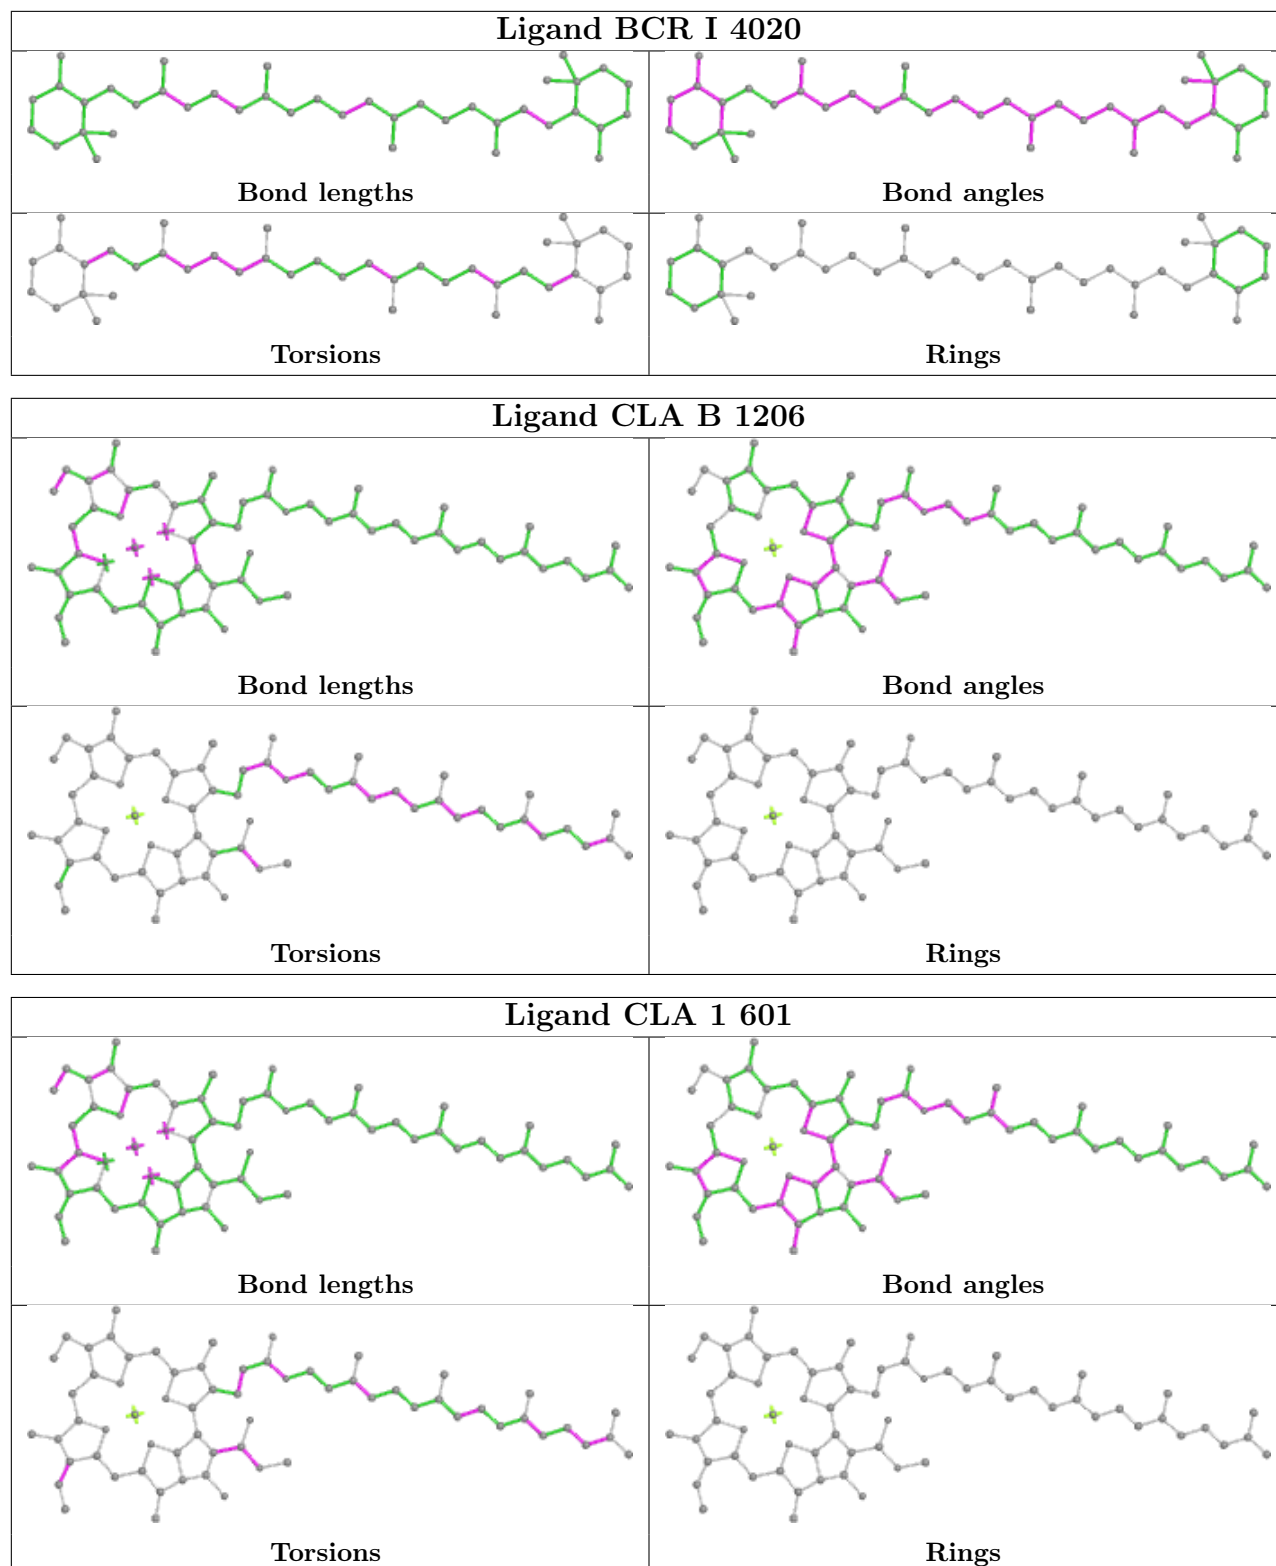 Ligand BCR I 4020
Bond lengths
Bond angles
Torsions
Rings
Ligand CLA B 1206
Bond lengths
Bond angles
Torsions
Rings
Ligand CLA 1 601
Bond lengths
Bond angles
Torsions
Rings